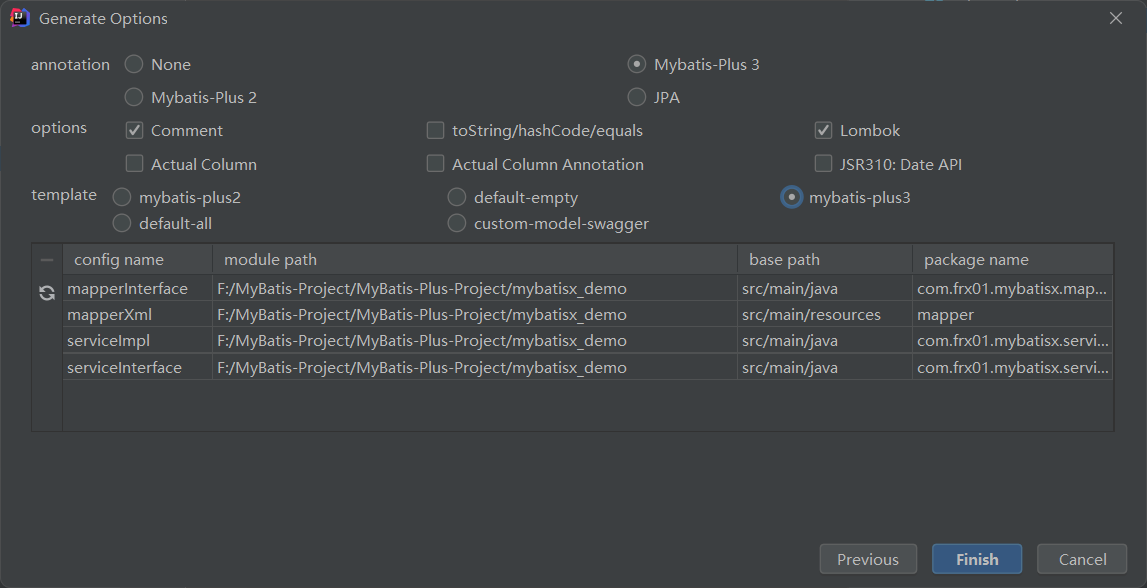 Generate Options
annotation None Mybatis-Plus 3
Mybatis-Plus 2 JPA
options Comment toString/hashCode/equals Lombok
Actual Column Actual Column Annotation JSR310: Date API
template mybatis-plus2 default-empty mybatis-plus3
default-all custom-model-swagger
config name module path base path package name
mapperInterface F:/MyBatis-Project/MyBatis-Plus-Project/mybatisx_demo src/main/java com.frx01.mybatisx.map...
mapperXml F:/MyBatis-Project/MyBatis-Plus-Project/mybatisx_demo src/main/resources mapper
serviceImpl F:/MyBatis-Project/MyBatis-Plus-Project/mybatisx_demo src/main/java com.frx01.mybatisx.servi...
serviceInterface F:/MyBatis-Project/MyBatis-Plus-Project/mybatisx_demo src/main/java com.frx01.mybatisx.servi...
Previous Finish Cancel